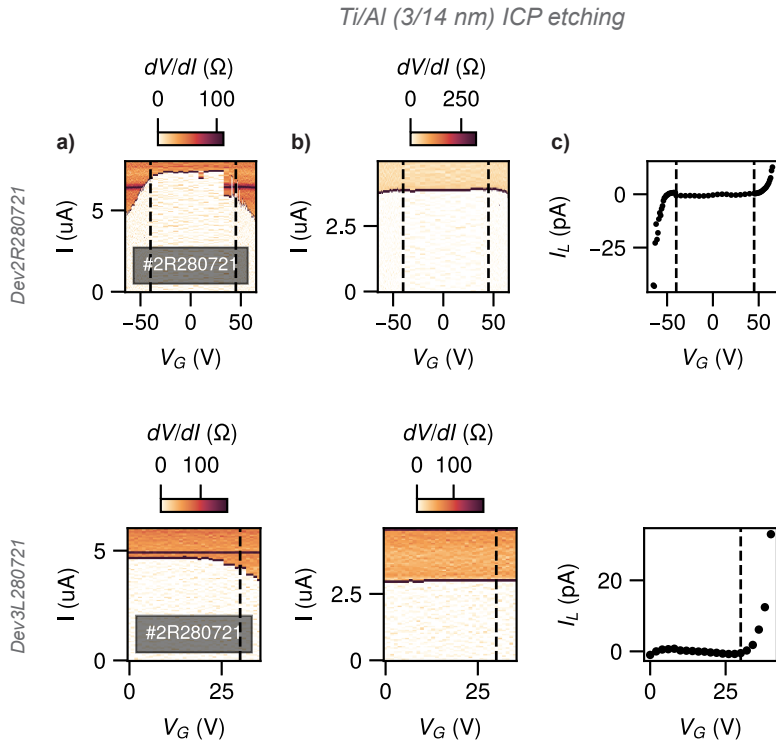 Ti/Al (3/14 nm) ICP etching
dV/dI (Ω)
0 100
dV/dI (Ω)
0 250
a)
b)
c)
Dev2R280721
I (uA)
5
0
#2R280721
−50 0 50
V_G (V)
I (uA)
2.5
0
−50 0 50
V_G (V)
I_L (pA)
0
−25
−50 0 50
V_G (V)
dV/dI (Ω)
0 100
dV/dI (Ω)
0 100
Dev3L280721
I (uA)
5
0
#2R280721
0 25
V_G (V)
I (uA)
2.5
0
0 25
V_G (V)
I_L (pA)
20
0
0 25
V_G (V)